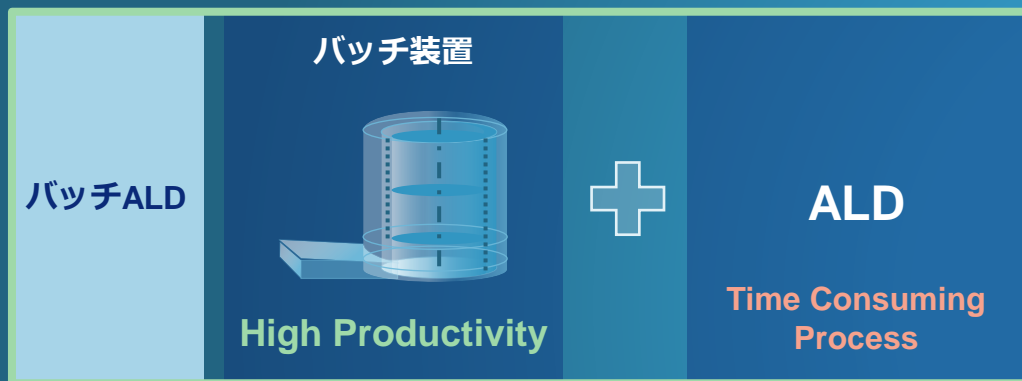 バッチALD
バッチ装置
High Productivity
ALD
Time Consuming
Process